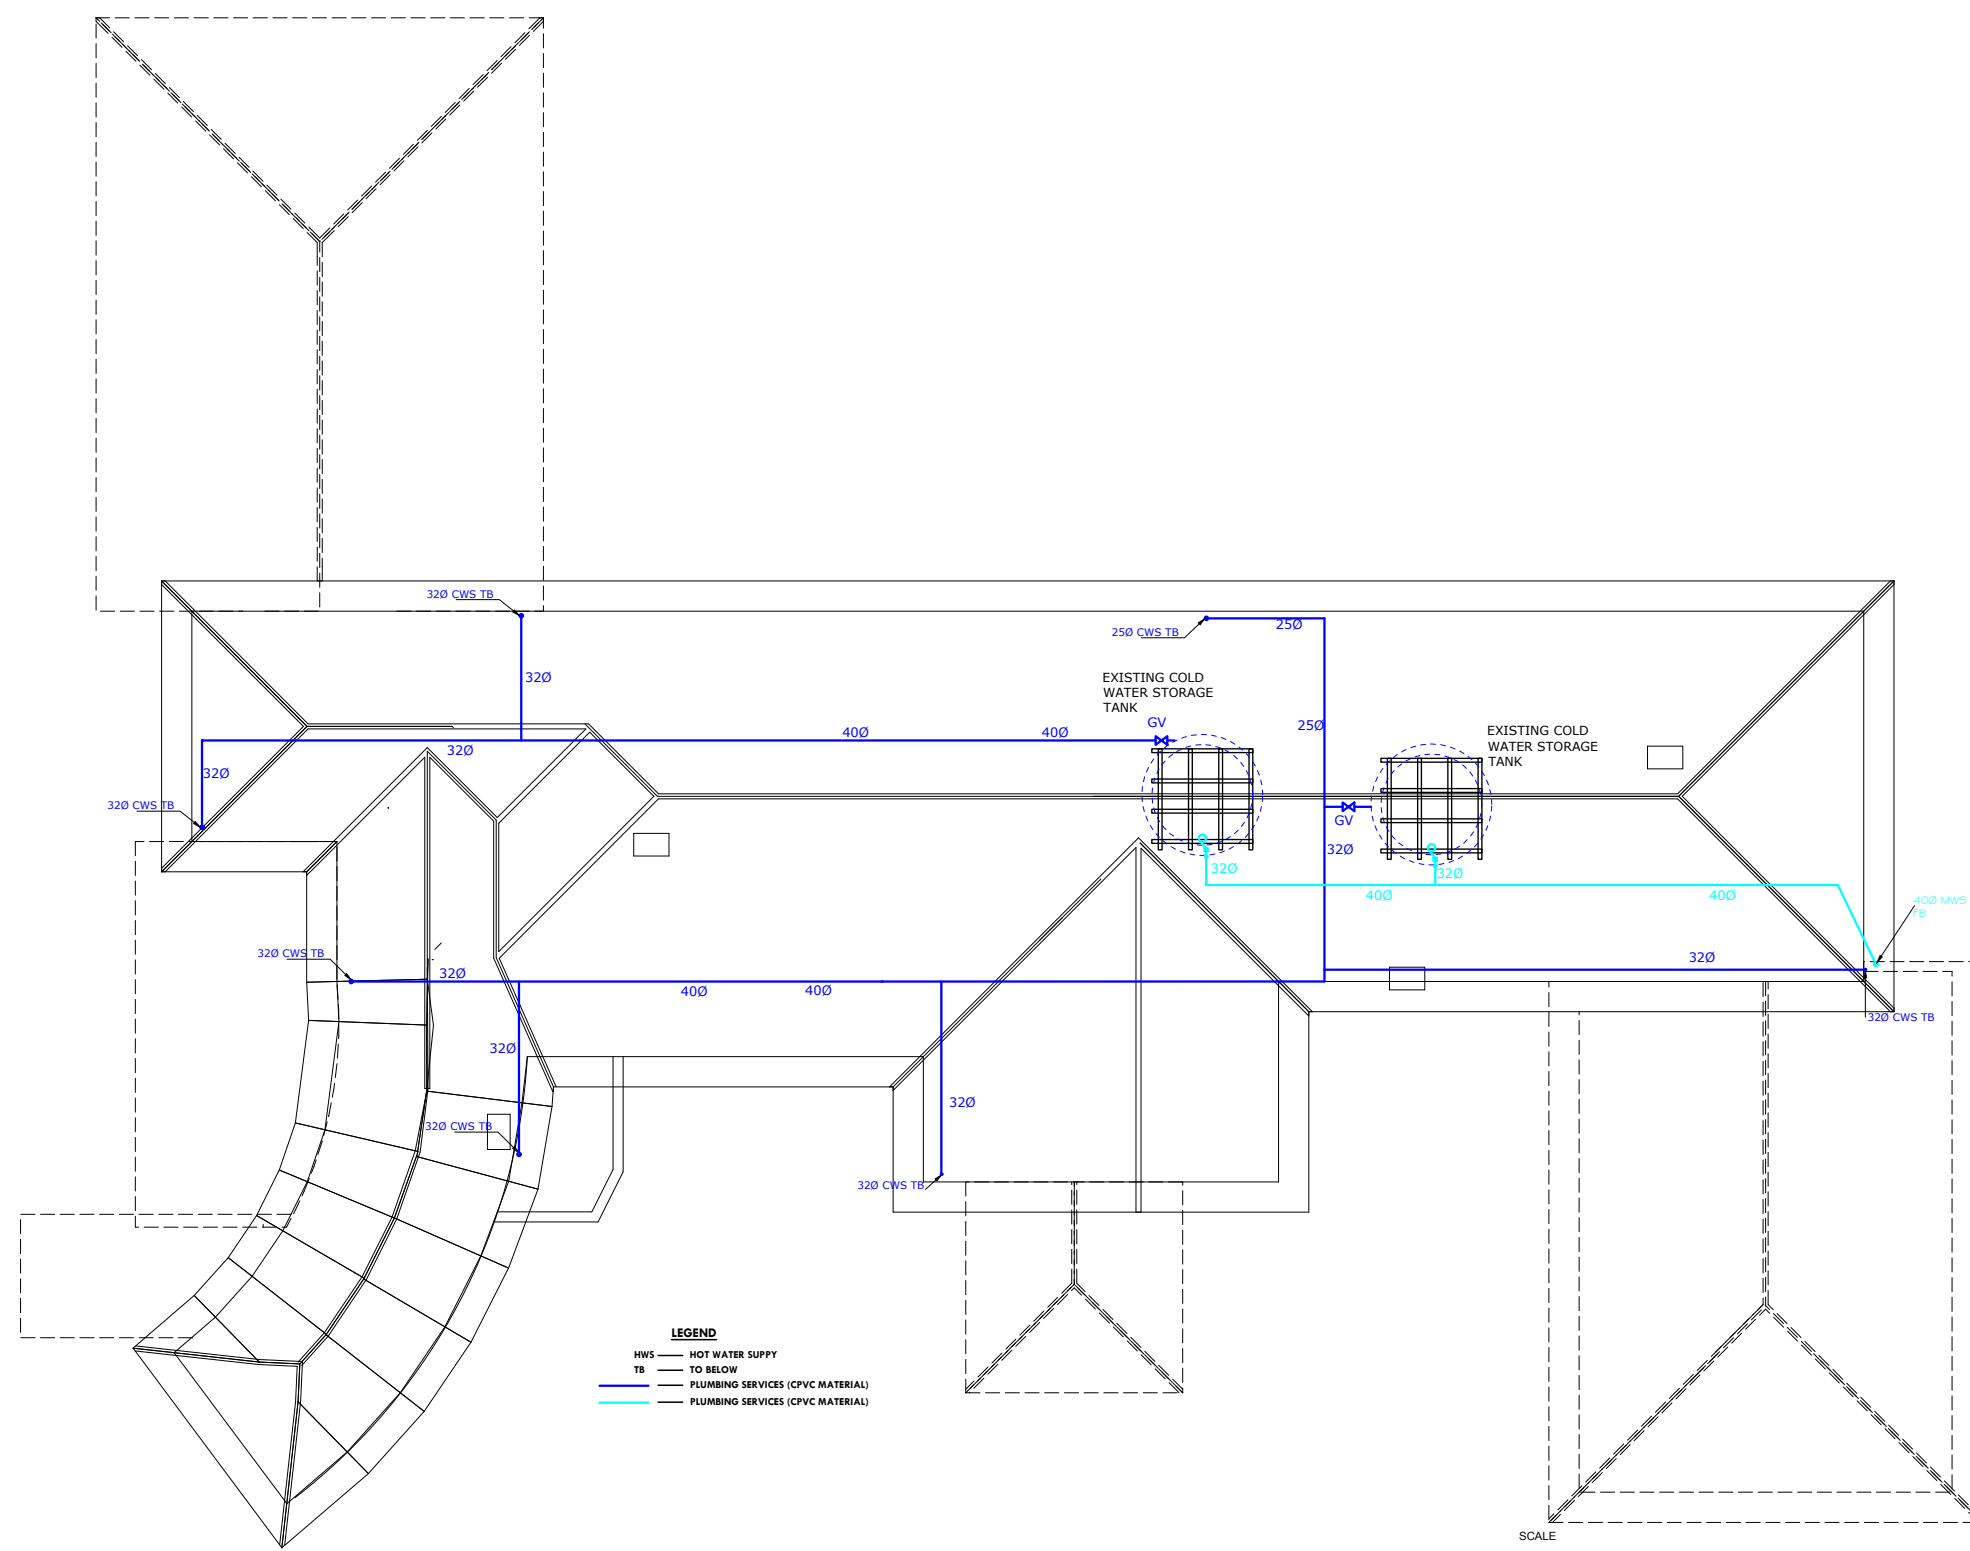 32Ø CWS TB
25Ø
25Ø CWS TB
32Ø
EXISTING COLD
WATER STORAGE
TANK
GV
25Ø
40Ø
40Ø
EXISTING COLD
WATER STORAGE
TANK
32Ø
32Ø
32Ø CWS TB
GV
32Ø
32Ø
32Ø
40Ø
40Ø
40Ø MWS
FB
32Ø CWS TB
32Ø
32Ø
40Ø
40Ø
32Ø CWS TB
32Ø
32Ø
32Ø CWS TB
32Ø CWS TB
LEGEND
HWS HOT WATER SUPPY
TB TO BELOW
PLUMBING SERVICES (CPVC MATERIAL)
PLUMBING SERVICES (CPVC MATERIAL)
SCALE